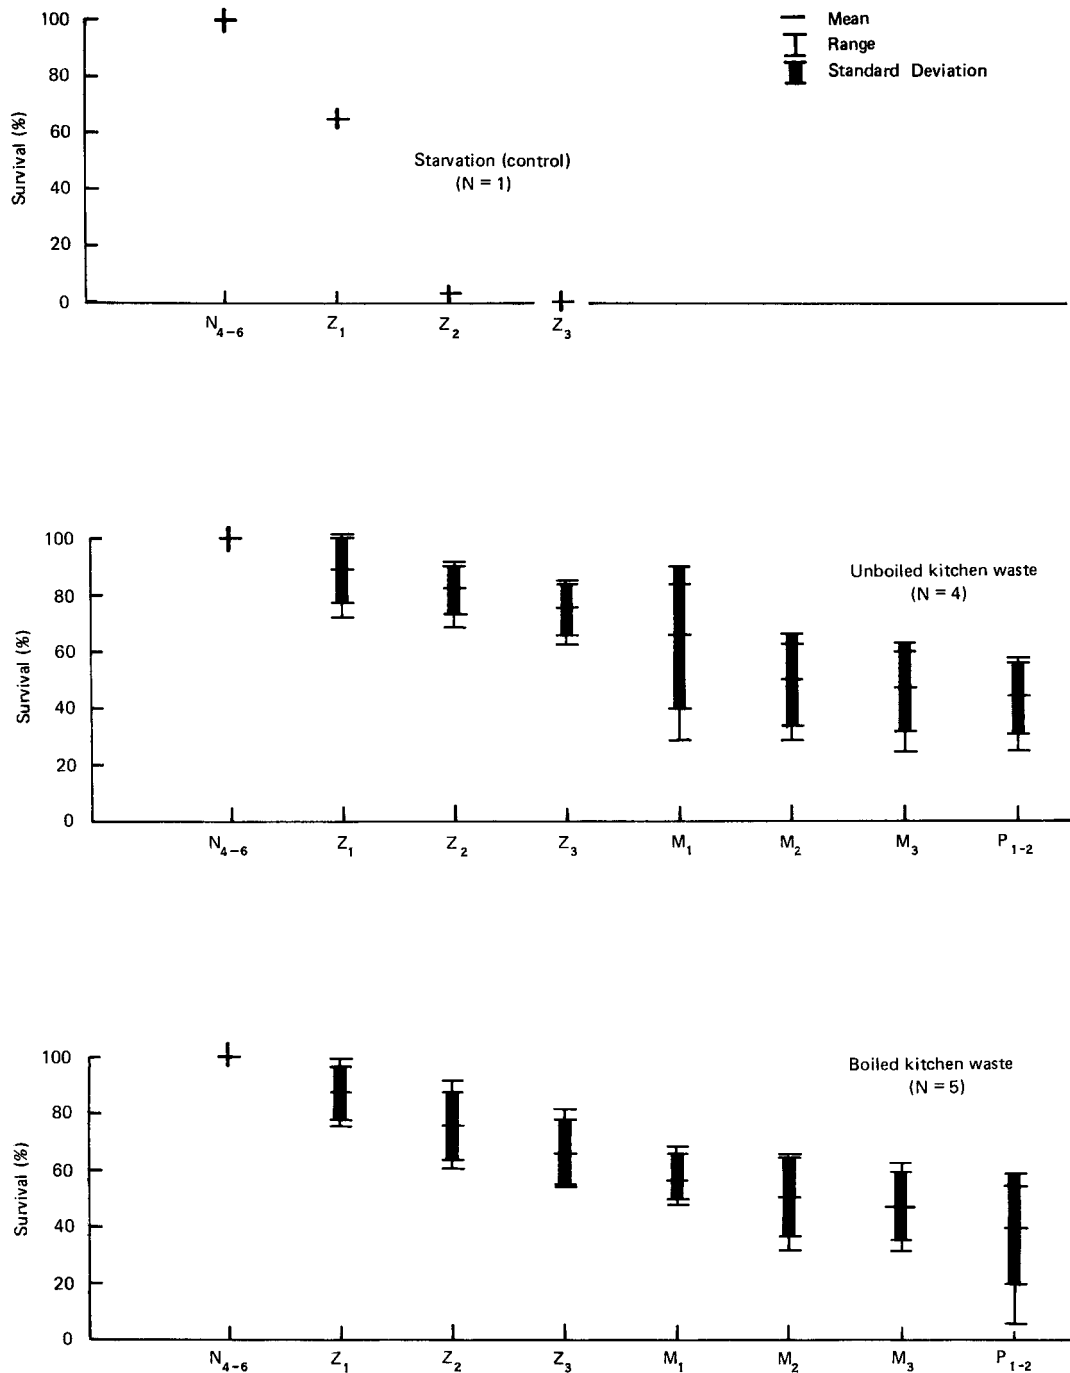 Mean
Range
Standard Deviation
Survival (%)
100
80
60
40
20
0
Starvation (control)
(N = 1)
N4-6 Z1 Z2 Z3
Survival (%)
100
80
60
40
20
0
Unboiled kitchen waste
(N = 4)
N4-6 Z1 Z2 Z3 M1 M2 M3 P1-2
Survival (%)
100
80
60
40
20
0
Boiled kitchen waste
(N = 5)
N4-6 Z1 Z2 Z3 M1 M2 M3 P1-2